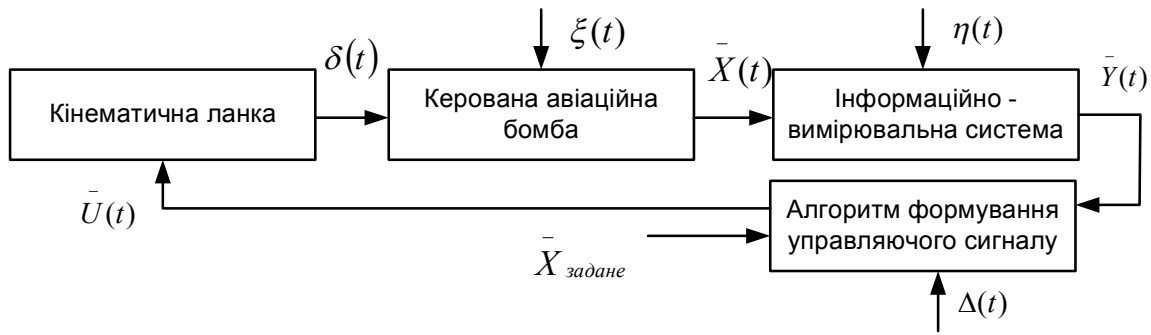 Кінематична ланка
δ(t)
Керована авіаційна
бомба
ξ(t)
X̄(t)
Інформаційно -
вимірювальна система
η(t)
Ȳ(t)
Ū(t)
Алгоритм формування
управляючого сигналу
X̄ задане
Δ(t)